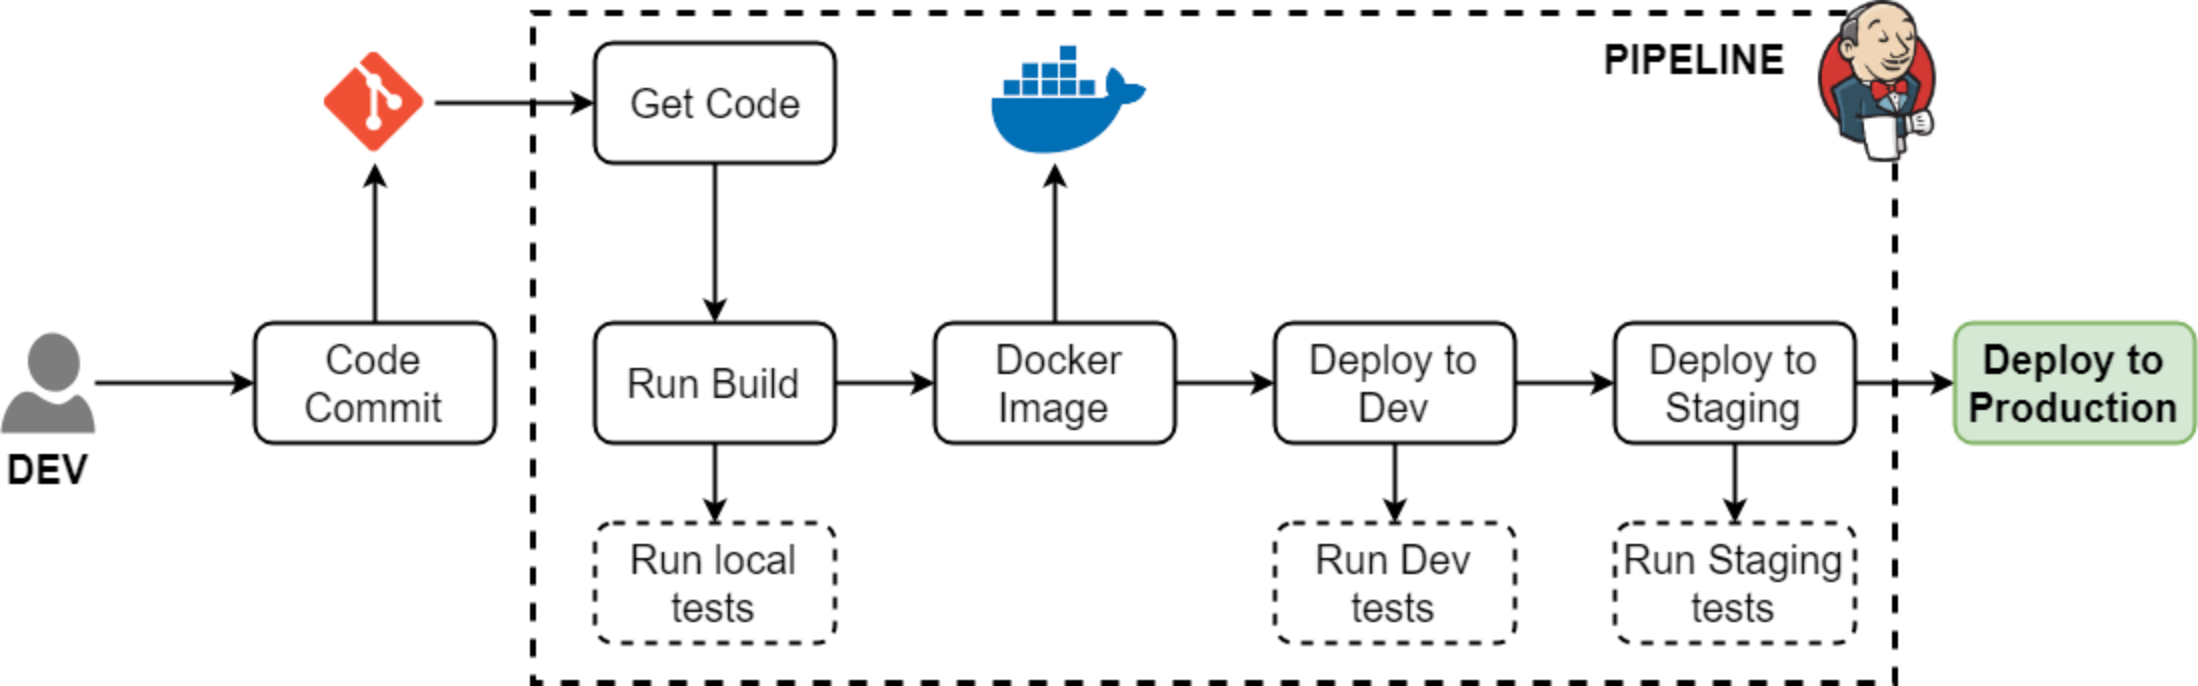 PIPELINE
Get Code
DEV
Code
Commit
Run Build
Docker
Image
Deploy to
Dev
Deploy to
Staging
Deploy to
Production
Run local
tests
Run Dev
tests
Run Staging
tests